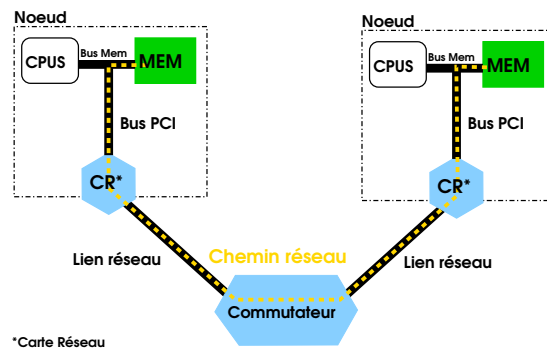 Noeud
Noeud
CPUS
Bus Mem
MEM
CPUS
Bus Mem
MEM
Bus PCI
Bus PCI
CR*
CR*
Lien réseau
Chemin réseau
Lien réseau
Commutateur
*Carte Réseau